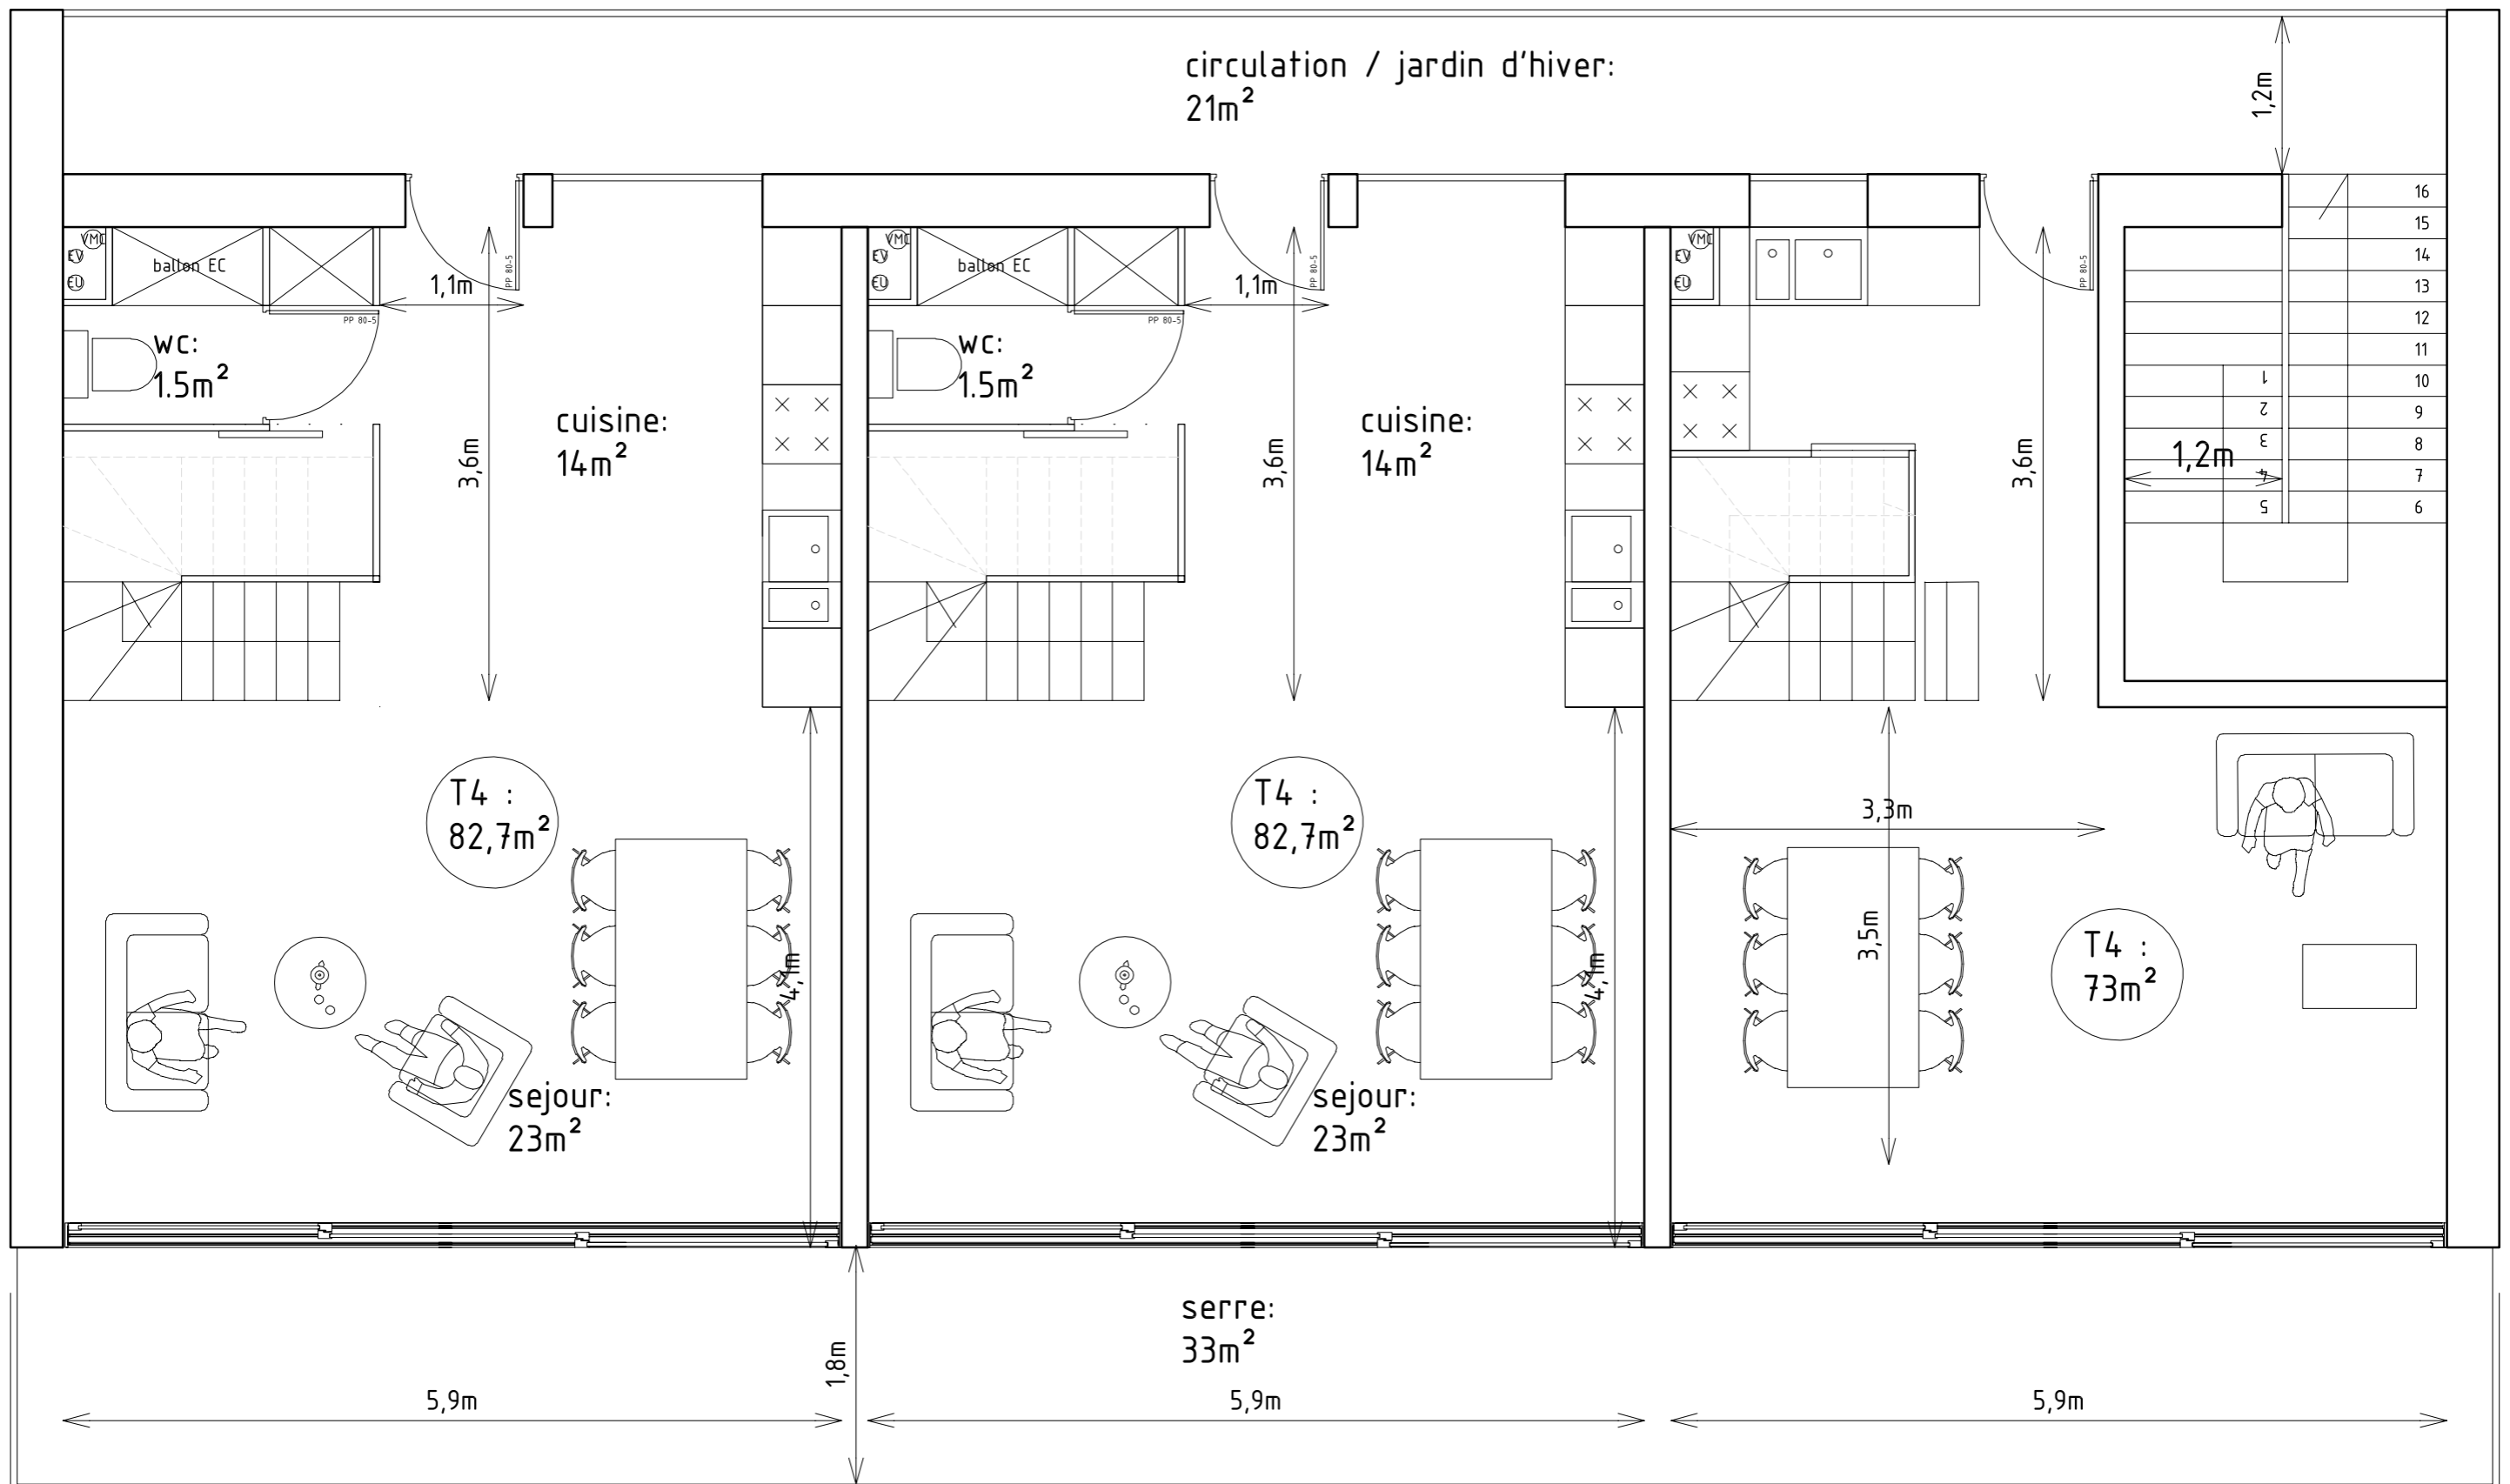 circulation / jardin d'hiver:
21m²
1,2m
VMC
EV
EU
ballon EC
PP 80-5
1,1m
PP 80-5
wc:
1.5m²
cuisine:
14m²
3,6m
VMC
EV
EU
ballon EC
PP 80-5
1,1m
PP 80-5
wc:
1.5m²
cuisine:
14m²
3,6m
VMC
EV
EU
PP 80-5
3,6m
16
15
14
13
12
11
10
9
8
7
6
1
2
3
4
5
1,2m
T4 :
82,7m²
4,1m
sejour:
23m²
T4 :
82,7m²
4,1m
sejour:
23m²
3,3m
3,5m
T4 :
73m²
serre:
33m²
1,8m
5,9m
5,9m
5,9m